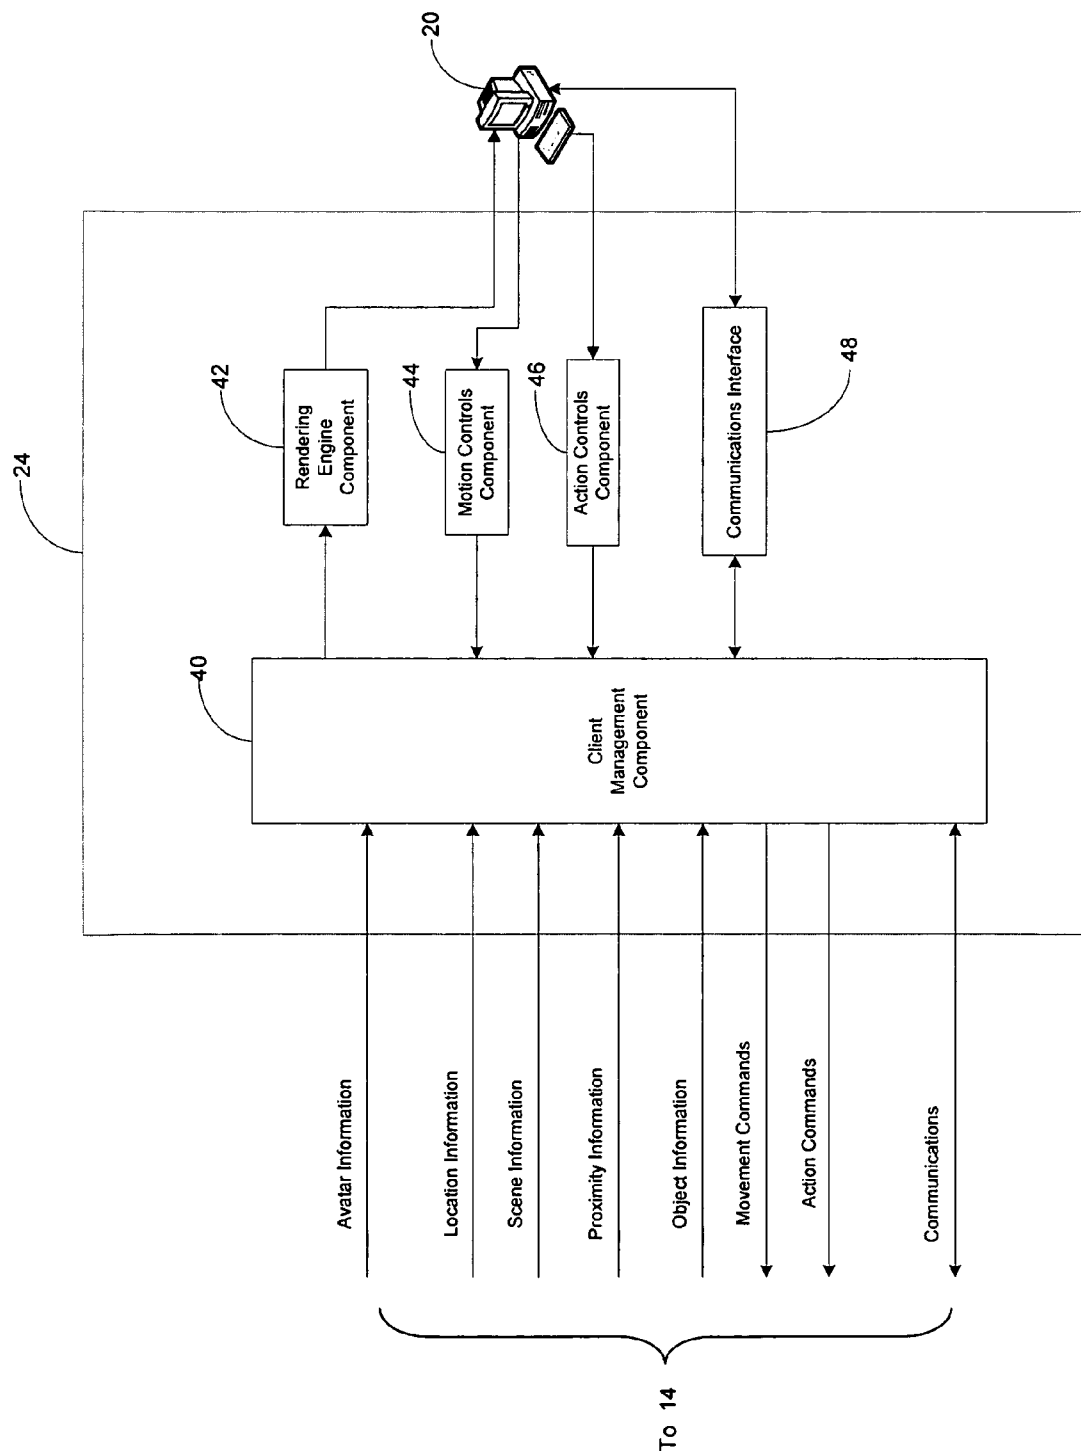 24
20
42
Rendering
Engine
Component
44
Motion Controls
Component
46
Action Controls
Component
Communications Interface
48
40
Client
Management
Component
Avatar Information
Location Information
Scene Information
Proximity Information
Object Information
Movement Commands
Action Commands
Communications
To 14